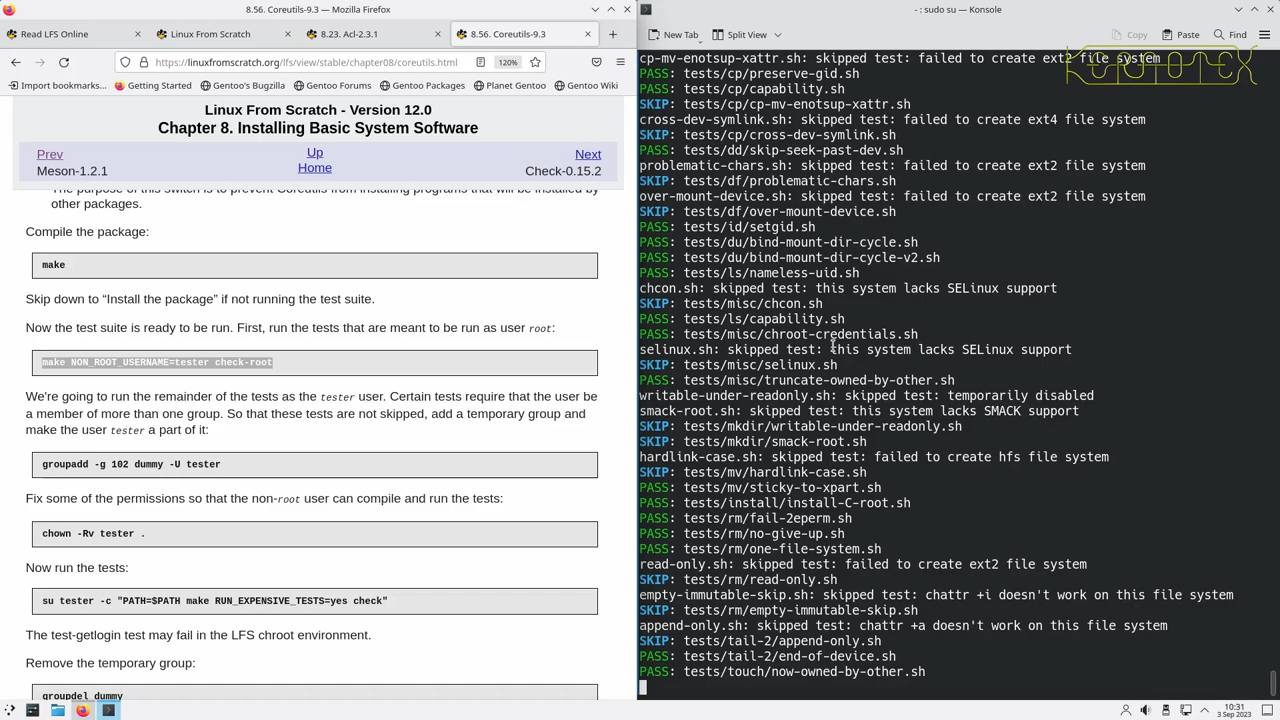 8.56. Coreutils-9.3 — Mozilla Firefox
Read LFS Online
Linux From Scratch
8.23. Acl-2.3.1
8.56. Coreutils-9.3
https://linuxfromscratch.org/lfs/view/stable/chapter08/coreutils.html
120%
Import bookmarks...
Getting Started
Gentoo's Bugzilla
Gentoo Forums
Gentoo Packages
Planet Gentoo
Gentoo Wiki
Linux From Scratch - Version 12.0
Chapter 8. Installing Basic System Software
Prev
Up
Next
Meson-1.2.1
Home
Check-0.15.2
The purpose of this switch is to prevent Coreutils from installing programs that will be installed by
other packages.
Compile the package:
make
Skip down to “Install the package” if not running the test suite.
Now the test suite is ready to be run. First, run the tests that are meant to be run as user root:
make NON_ROOT_USERNAME=tester check-root
We're going to run the remainder of the tests as the tester user. Certain tests require that the user be
a member of more than one group. So that these tests are not skipped, add a temporary group and
make the user tester a part of it:
groupadd -g 102 dummy -U tester
Fix some of the permissions so that the non-root user can compile and run the tests:
chown -Rv tester .
Now run the tests:
su tester -c "PATH=$PATH make RUN_EXPENSIVE_TESTS=yes check"
The test-getlogin test may fail in the LFS chroot environment.
Remove the temporary group:
groupdel dummy
- : sudo su — Konsole
New Tab
Split View
Copy
Paste
Find
cp-mv-enotsup-xattr.sh: skipped test: failed to create ext2 file system
PASS: tests/cp/preserve-gid.sh
PASS: tests/cp/capability.sh
SKIP: tests/cp/cp-mv-enotsup-xattr.sh
cross-dev-symlink.sh: skipped test: failed to create ext4 file system
SKIP: tests/cp/cross-dev-symlink.sh
PASS: tests/dd/skip-seek-past-dev.sh
problematic-chars.sh: skipped test: failed to create ext2 file system
SKIP: tests/df/problematic-chars.sh
over-mount-device.sh: skipped test: failed to create ext2 file system
SKIP: tests/df/over-mount-device.sh
PASS: tests/id/setgid.sh
PASS: tests/du/bind-mount-dir-cycle.sh
PASS: tests/du/bind-mount-dir-cycle-v2.sh
PASS: tests/ls/nameless-uid.sh
chcon.sh: skipped test: this system lacks SELinux support
SKIP: tests/misc/chcon.sh
PASS: tests/ls/capability.sh
PASS: tests/misc/chroot-credentials.sh
selinux.sh: skipped test: this system lacks SELinux support
SKIP: tests/misc/selinux.sh
PASS: tests/misc/truncate-owned-by-other.sh
writable-under-readonly.sh: skipped test: temporarily disabled
smack-root.sh: skipped test: this system lacks SMACK support
SKIP: tests/mkdir/writable-under-readonly.sh
SKIP: tests/mkdir/smack-root.sh
hardlink-case.sh: skipped test: failed to create hfs file system
SKIP: tests/mv/hardlink-case.sh
PASS: tests/mv/sticky-to-xpart.sh
PASS: tests/install/install-C-root.sh
PASS: tests/rm/fail-2eperm.sh
PASS: tests/rm/no-give-up.sh
PASS: tests/rm/one-file-system.sh
read-only.sh: skipped test: failed to create ext2 file system
SKIP: tests/rm/read-only.sh
empty-immutable-skip.sh: skipped test: chattr +i doesn't work on this file system
SKIP: tests/rm/empty-immutable-skip.sh
append-only.sh: skipped test: chattr +a doesn't work on this file system
SKIP: tests/tail-2/append-only.sh
PASS: tests/tail-2/end-of-device.sh
PASS: tests/touch/now-owned-by-other.sh
10:31
3 Sep 2023